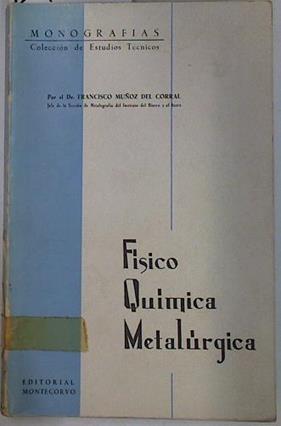 MONOGRAFIAS
Colección de Estudios Técnicos
Por el Dr. FRANCISCO MUÑOZ DEL CORRAL
Jefe de la Sección de Metalografía del Instituto del Hierro y el Acero
Fisico
Quimica
Metalúrgica
EDITORIAL
MONTECORVO